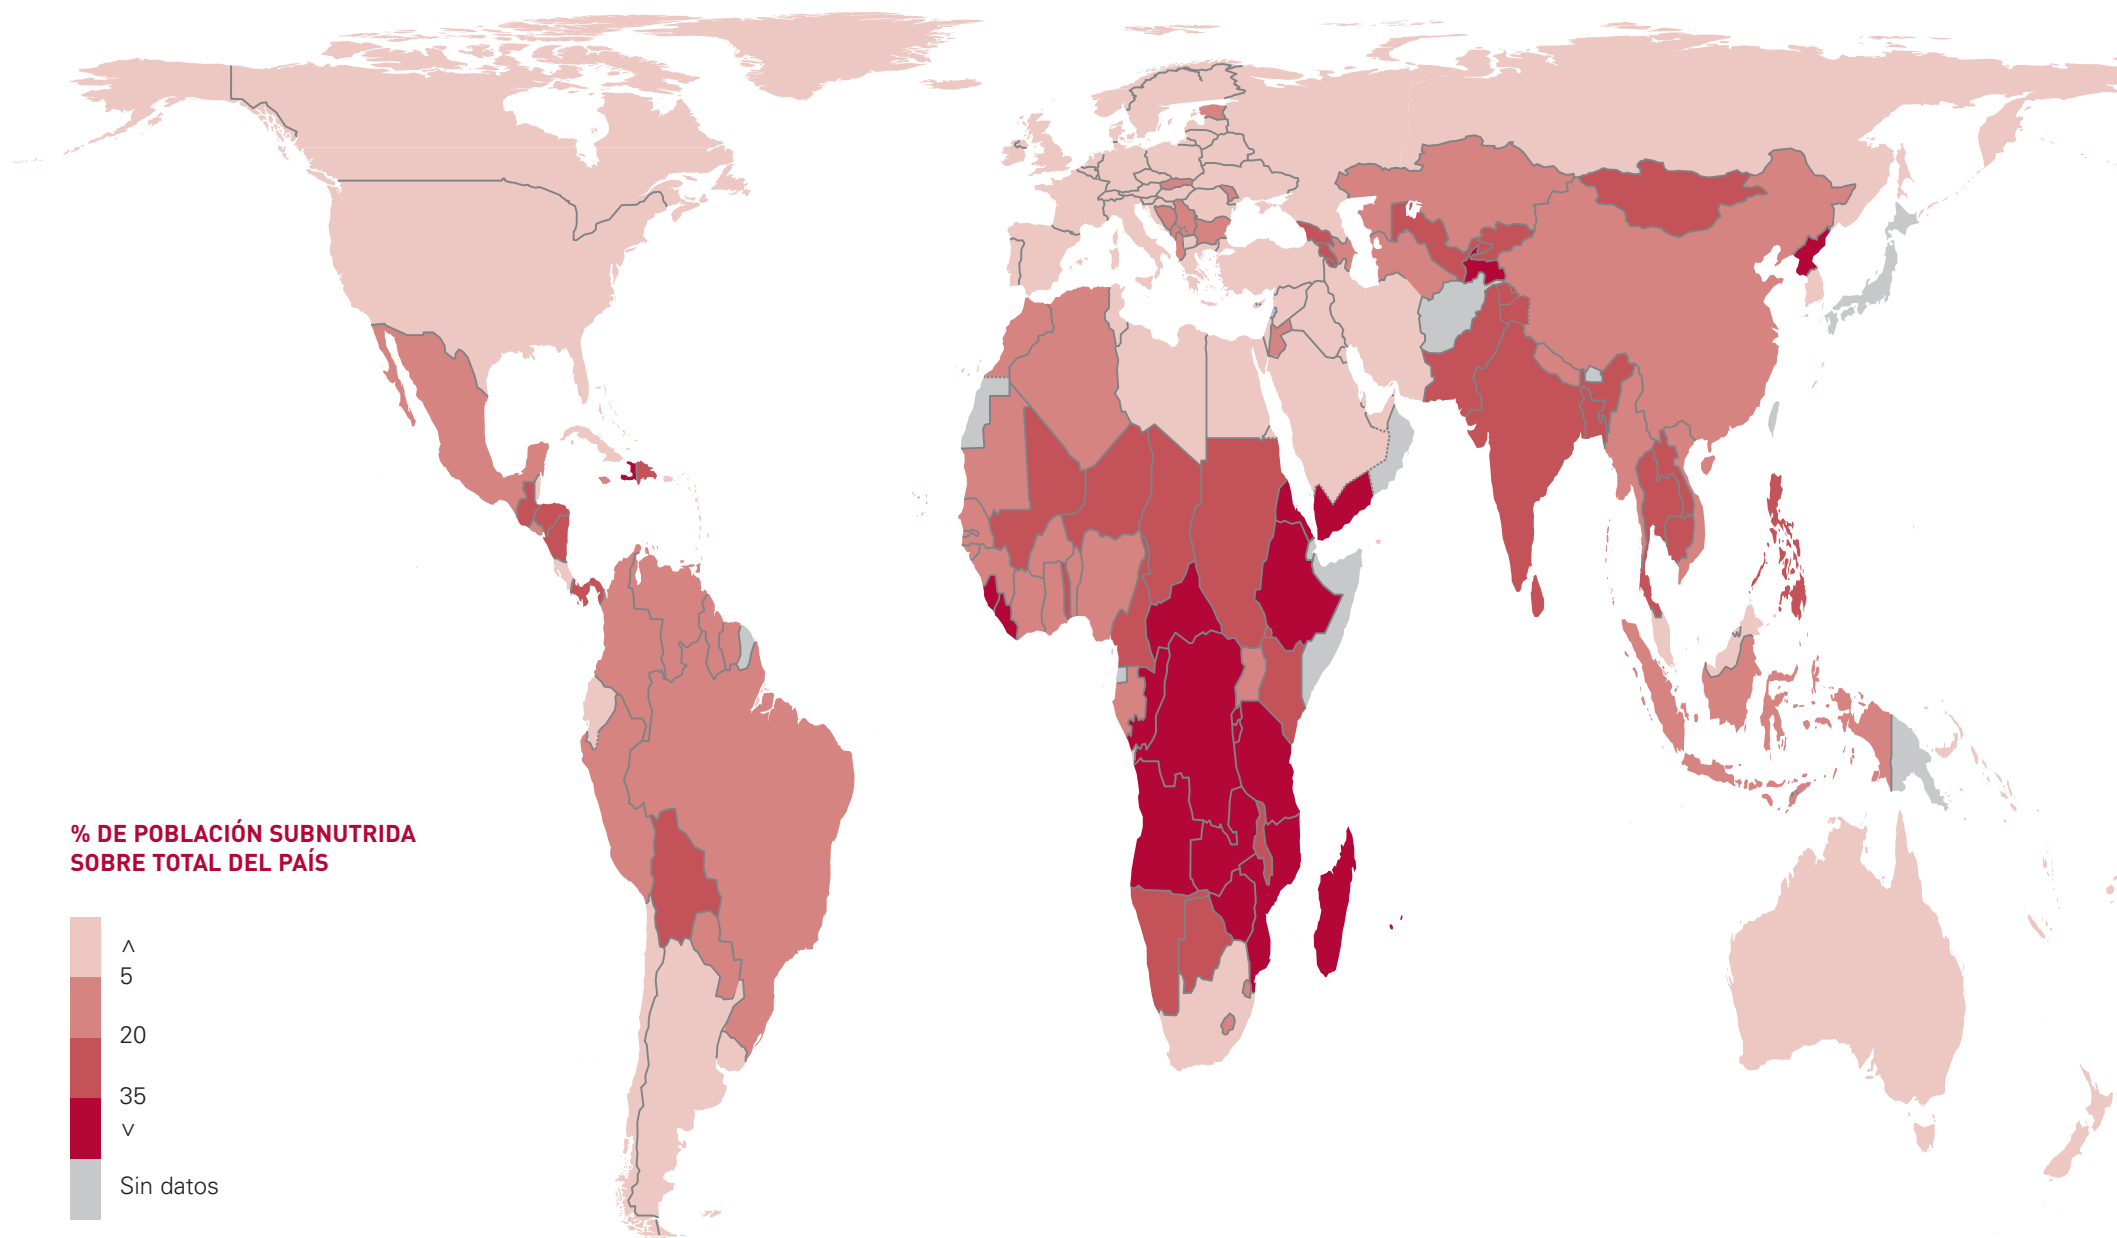 % DE POBLACIÓN SUBNUTRIDA
SOBRE TOTAL DEL PAÍS
^
5
20
35
v
Sin datos